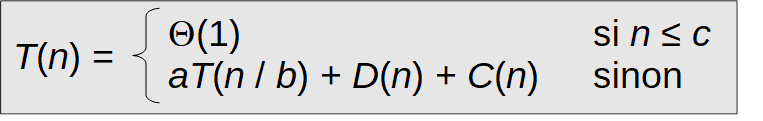 T(n) = { Θ(1) si n ≤ c
aT(n / b) + D(n) + C(n) sinon